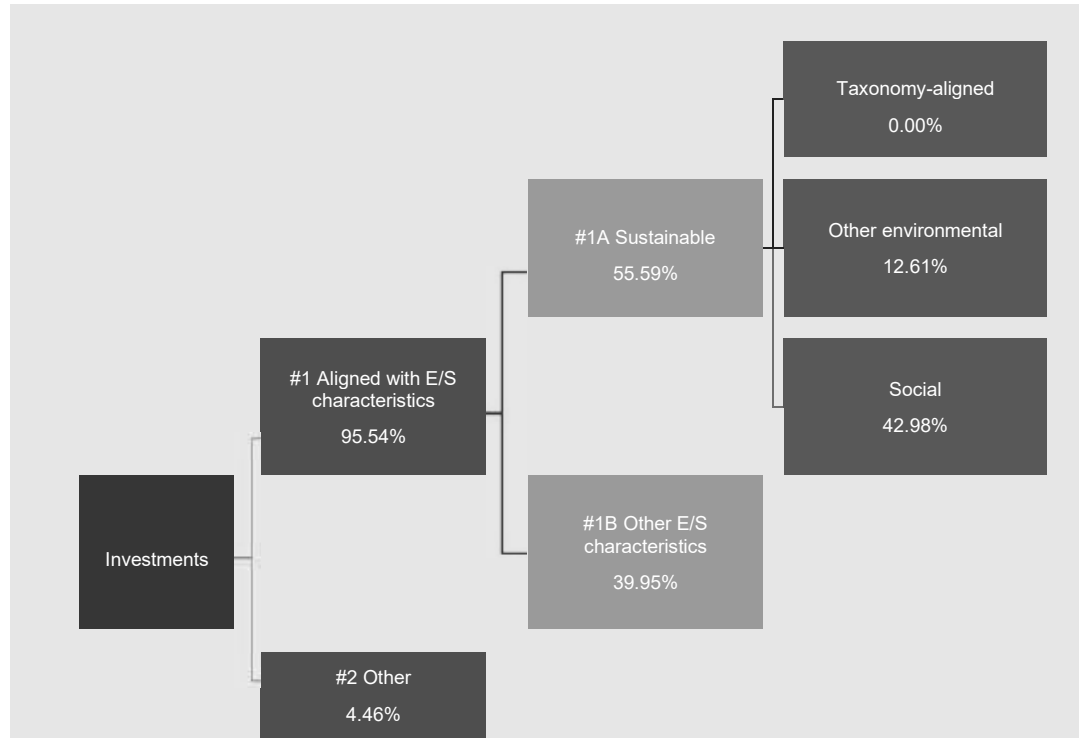 Taxonomy-aligned
0.00%
#1A Sustainable
55.59%
Other environmental
12.61%
#1 Aligned with E/S
characteristics
95.54%
Social
42.98%
Investments
#1B Other E/S
characteristics
39.95%
#2 Other
4.46%